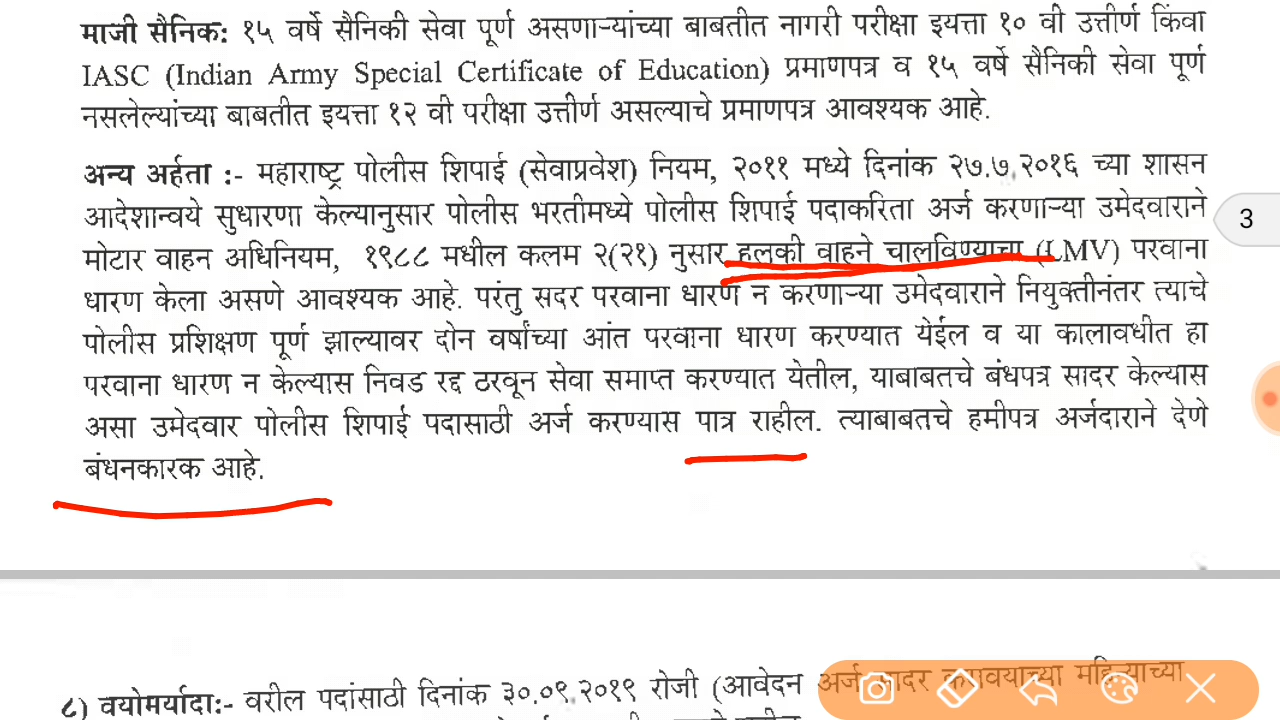 माजी सैनिक: १५ वर्षे सैनिकी सेवा पूर्ण असणाऱ्यांच्या बाबतीत नागरी परीक्षा इयत्ता १० वी उत्तीर्ण किंवा
IASC (Indian Army Special Certificate of Education) प्रमाणपत्र व १५ वर्षे सैनिकी सेवा पूर्ण
नसलेल्यांच्या बाबतीत इयत्ता १२ वी परीक्षा उत्तीर्ण असल्याचे प्रमाणपत्र आवश्यक आहे.
अन्य अर्हता :- महाराष्ट्र पोलीस शिपाई (सेवाप्रवेश) नियम, २०११ मध्ये दिनांक २७.७.२०१६ च्या शासन
आदेशान्वये सुधारणा केल्यानुसार पोलीस भरतीमध्ये पोलीस शिपाई पदाकरिता अर्ज करणाऱ्या उमेदवाराने
मोटार वाहन अधिनियम, १९८८ मधील कलम २(२१) नुसार हलकी वाहने चालविण्याचा (LMV) परवाना
धारण केला असणे आवश्यक आहे. परंतु सदर परवाना धारण न करणाऱ्या उमेदवाराने नियुक्तीनंतर त्याचे
पोलीस प्रशिक्षण पूर्ण झाल्यावर दोन वर्षांच्या आंत परवाना धारण करण्यात येईल व या कालावधीत हा
परवाना धारण न केल्यास निवड रद्द ठरवून सेवा समाप्त करण्यात येतील, याबाबतचे बंधपत्र सादर केल्यास
असा उमेदवार पोलीस शिपाई पदासाठी अर्ज करण्यास पात्र राहील. त्याबाबतचे हमीपत्र अर्जदाराने देणे
बंधनकारक आहे.
3
८) वयोमर्यादा:- वरील पदांसाठी दिनांक ३०.०९.२०१९ रोजी (आवेदन अर्ज सादर करावयाच्या महिन्याच्या